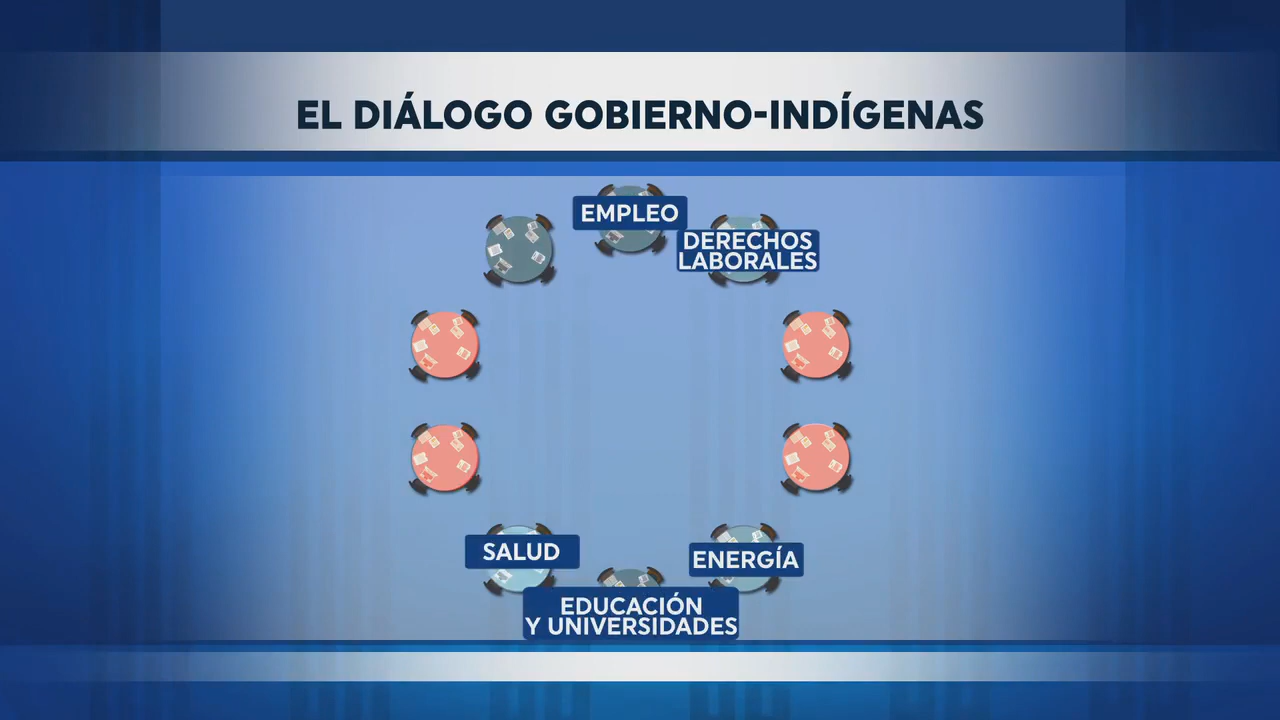 EL DIÁLOGO GOBIERNO-INDÍGENAS
EMPLEO
DERECHOS
LABORALES
SALUD
ENERGÍA
EDUCACIÓN
Y UNIVERSIDADES